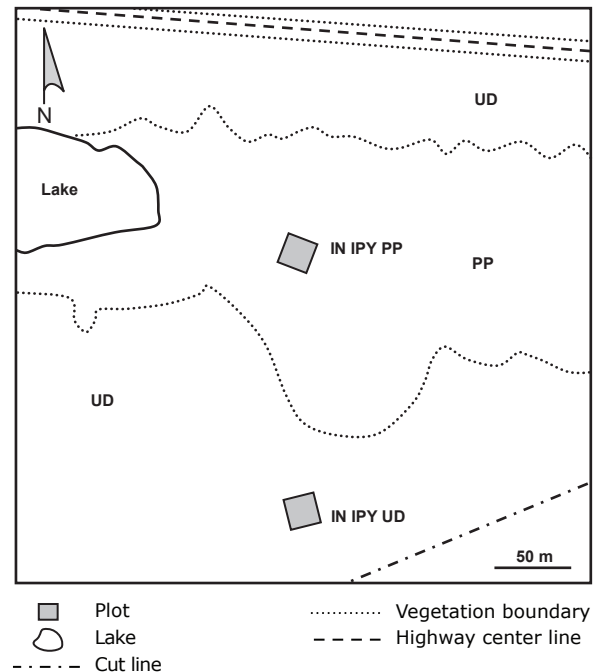 UD
N
Lake
IN IPY PP
PP
UD
IN IPY UD
50 m
Plot
Lake
Cut line
Vegetation boundary
Highway center line